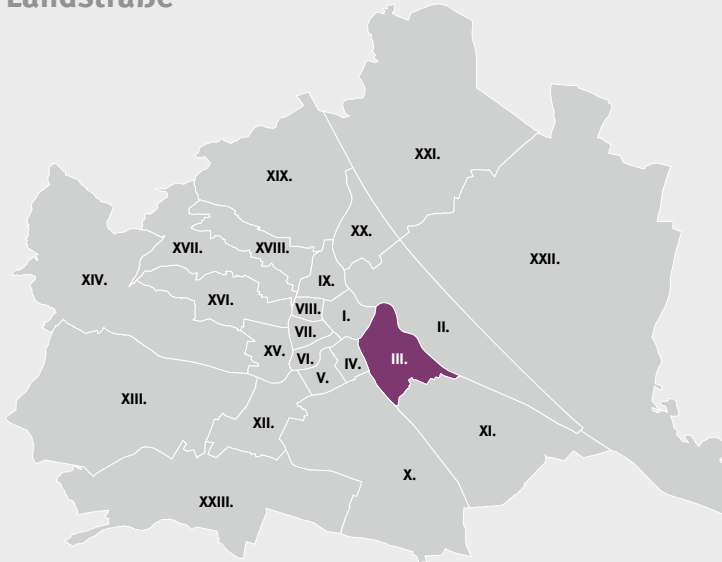 Landstraße
XXI.
XIX.
XX.
XVII.
XVIII.
XXII.
XIV.
IX.
XVI.
VIII.
I.
II.
VII.
XV.
VI.
IV.
III.
V.
XIII.
XII.
XI.
X.
XXIII.